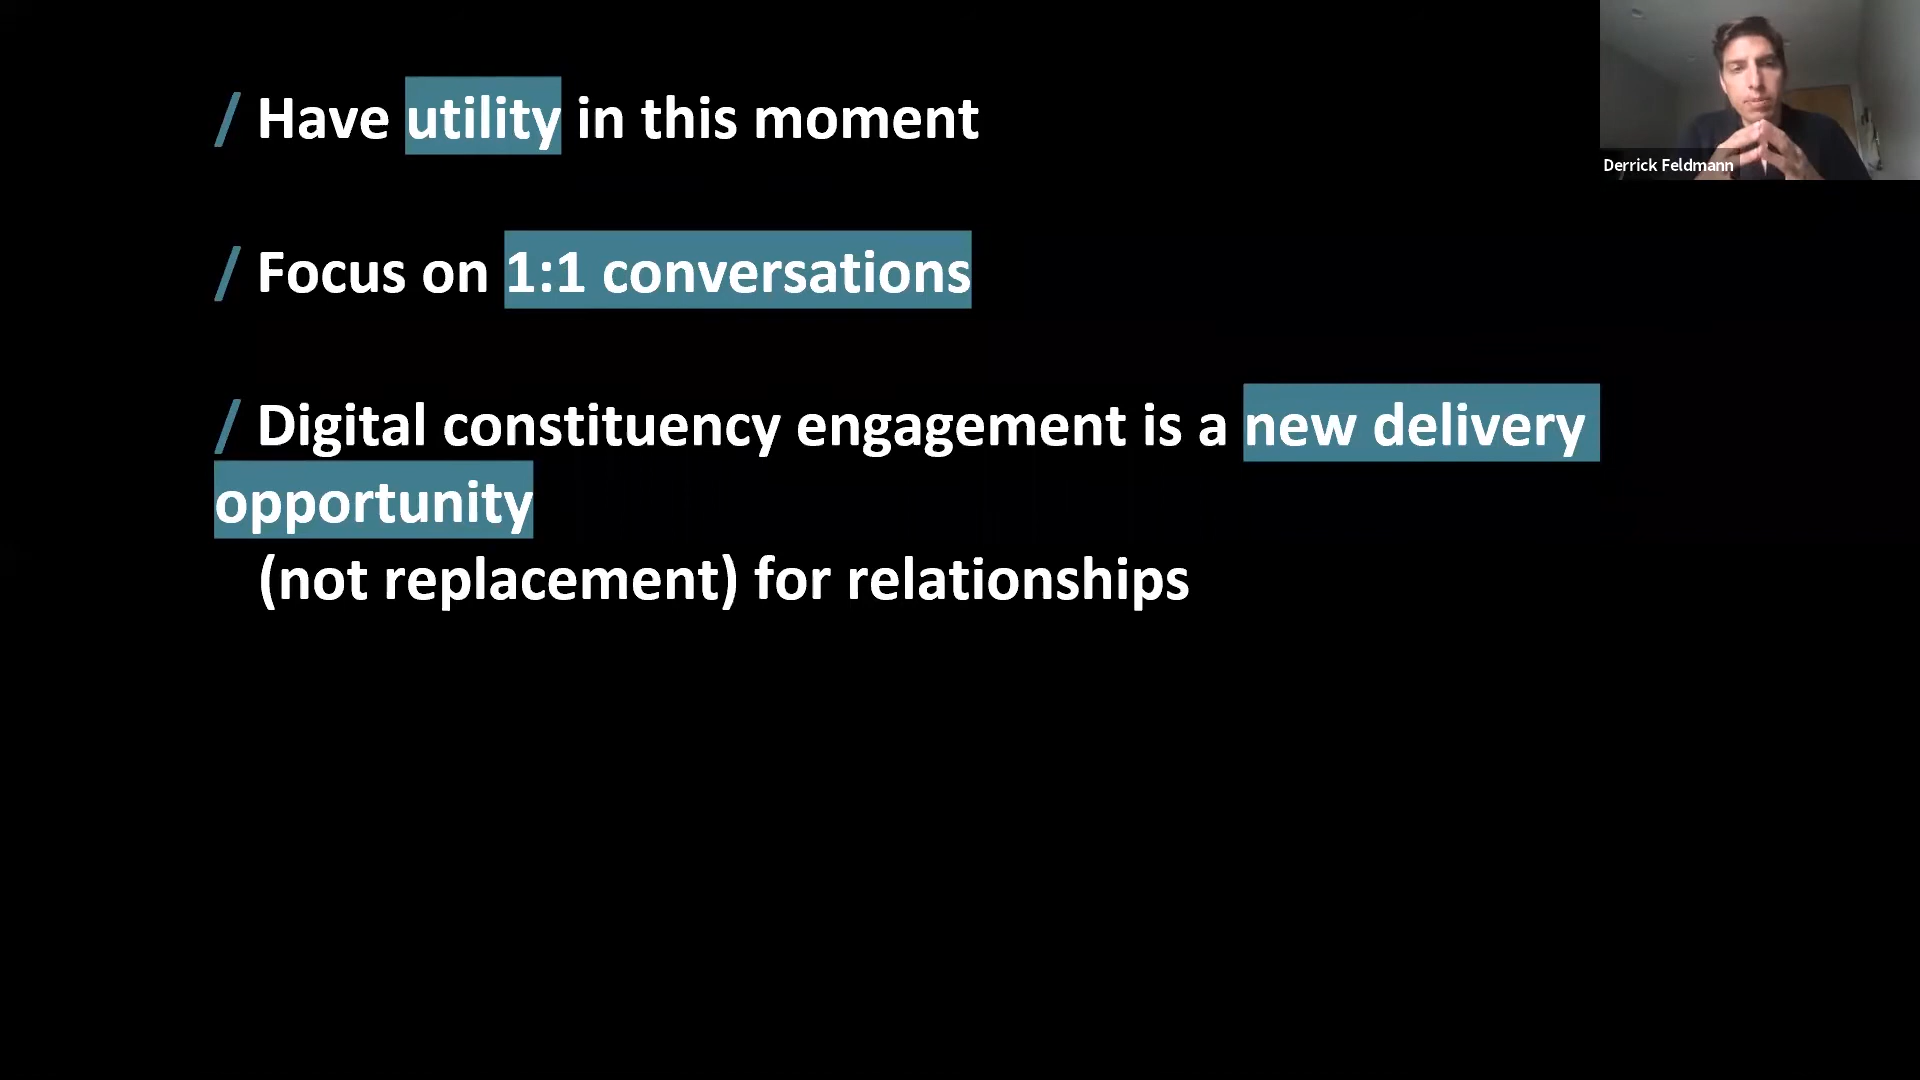 / Have utility in this moment
Derrick Feldmann
/ Focus on 1:1 conversations
/ Digital constituency engagement is a new delivery
opportunity
(not replacement) for relationships